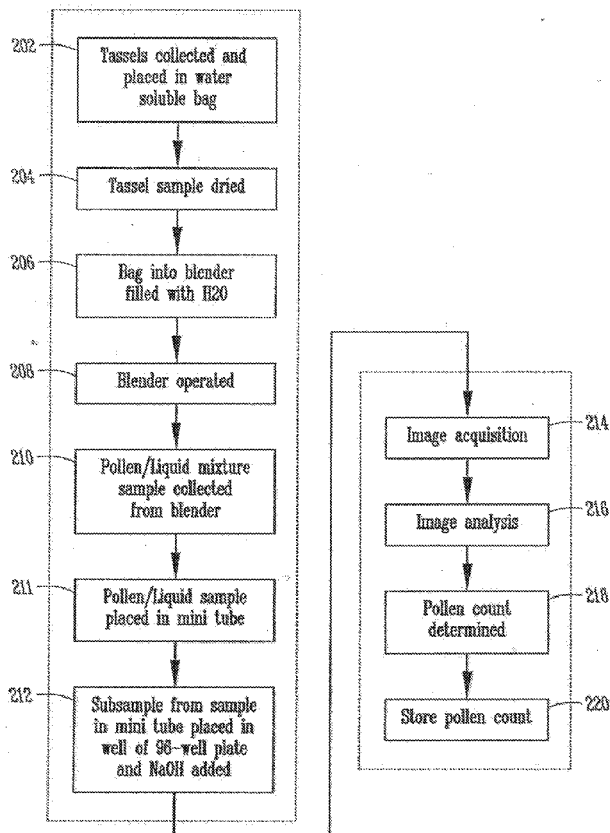 202
Tassels collected and
placed in water
soluble bag
204
Tassel sample dried
206
Bag into blender
filled with H20
208
Blender operated
210
Pollen/Liquid mixture
sample collected
from blender
211
Pollen/Liquid sample
placed in mini tube
212
Subsample from sample
in mini tube placed in
well of 96-well plate
and NaOH added
Image acquisition
214
Image analysis
216
Pollen count
determined
218
Store pollen count
220